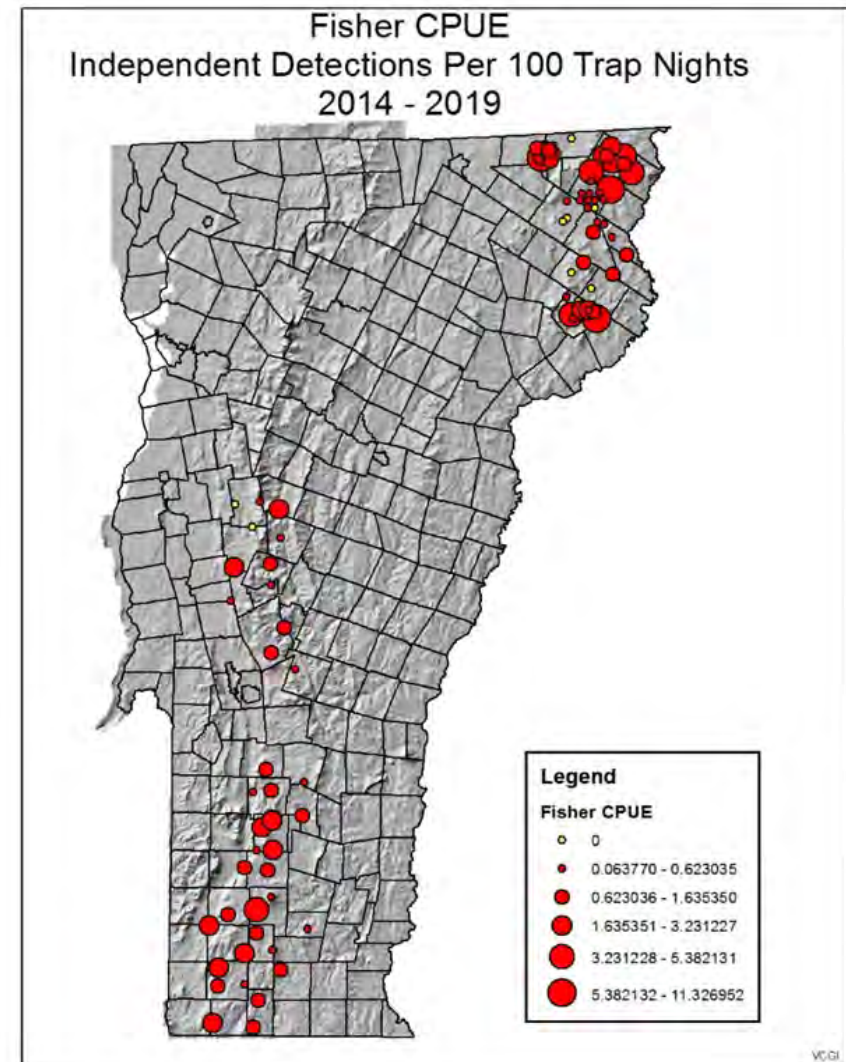 Fisher CPUE
Independent Detections Per 100 Trap Nights
2014 - 2019
Legend
Fisher CPUE
0
0.063770 - 0.623035
0.623036 - 1.635350
1.635351 - 3.231227
3.231228 - 5.382131
5.382132 - 11.326952
VCGI